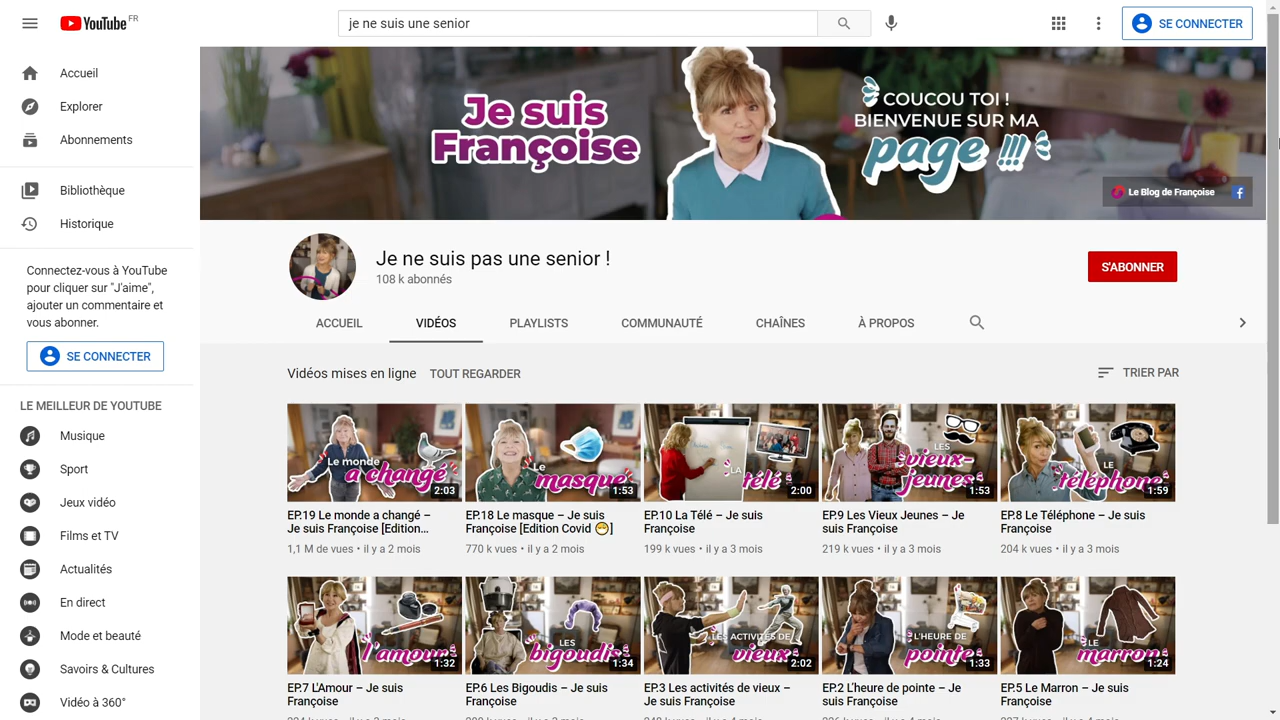 YouTube FR
je ne suis une senior
SE CONNECTER
Accueil
Explorer
Abonnements
Bibliothèque
Historique
Connectez-vous à YouTube
pour cliquer sur "J'aime",
ajouter un commentaire et
vous abonner.
SE CONNECTER
LE MEILLEUR DE YOUTUBE
Musique
Sport
Jeux vidéo
Films et TV
Actualités
En direct
Mode et beauté
Savoirs & Cultures
Vidéo à 360°
Je suis
Françoise
COUCOU TOI !
BIENVENUE SUR MA
page !!!
Le Blog de Françoise
Je ne suis pas une senior !
108 k abonnés
S'ABONNER
ACCUEIL VIDÉOS PLAYLISTS COMMUNAUTÉ CHAÎNES À PROPOS
Vidéos mises en ligne TOUT REGARDER TRIER PAR
Le monde
a changé
2:03
EP.19 Le monde a changé –
Je suis Françoise [Edition...
1,1 M de vues • il y a 2 mois
Le
masque
1:53
EP.18 Le masque – Je suis
Françoise [Edition Covid 😷]
770 k vues • il y a 2 mois
LA
télé
2:00
EP.10 La Télé – Je suis
Françoise
199 k vues • il y a 3 mois
LES
vieux-
jeunes
1:53
EP.9 Les Vieux Jeunes – Je
suis Françoise
219 k vues • il y a 3 mois
LE
téléphone
1:59
EP.8 Le Téléphone – Je suis
Françoise
204 k vues • il y a 3 mois
l'amour
1:32
EP.7 L'Amour – Je suis
Françoise
LES
bigoudis
1:34
EP.6 Les Bigoudis – Je suis
Françoise
LES ACTIVITÉS DE
vieux
2:02
EP.3 Les activités de vieux –
Je suis Françoise
L'HEURE DE
pointe
1:33
EP.2 L'heure de pointe – Je
suis Françoise
LE
marron
1:24
EP.5 Le Marron – Je suis
Françoise